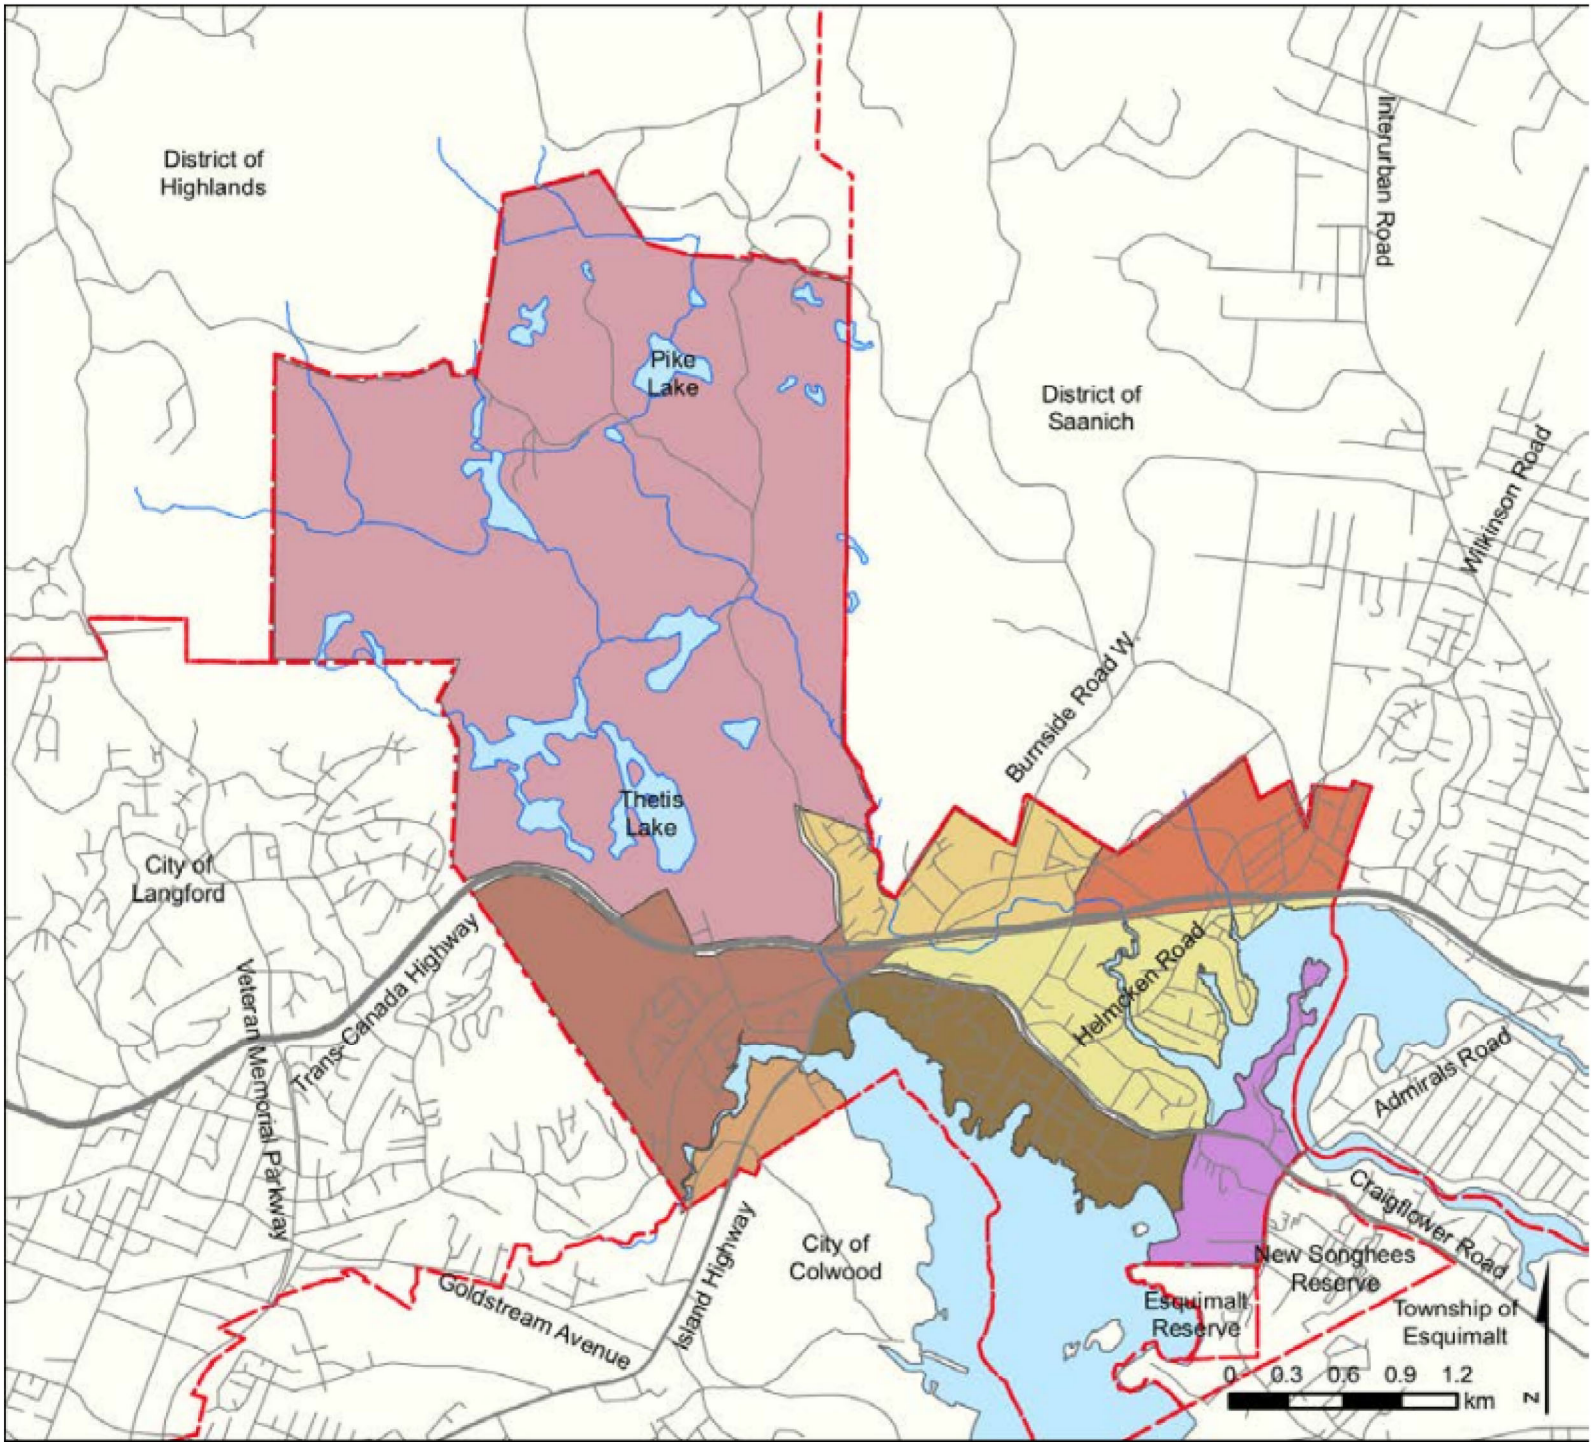 District of
Highlands
Interurban Road
Pike
Lake
District of
Saanich
Wilkinson Road
Burnside Road W.
Thetis
Lake
City of
Langford
Trans-Canada Highway
Veteran Memorial Parkway
Helmcken Road
Admirals Road
Craigflower Road
City of
Colwood
Island Highway
Goldstream Avenue
New Songhees
Reserve
Esquimalt
Reserve
Township of
Esquimalt
0 0.3 0.6 0.9 1.2
km
N